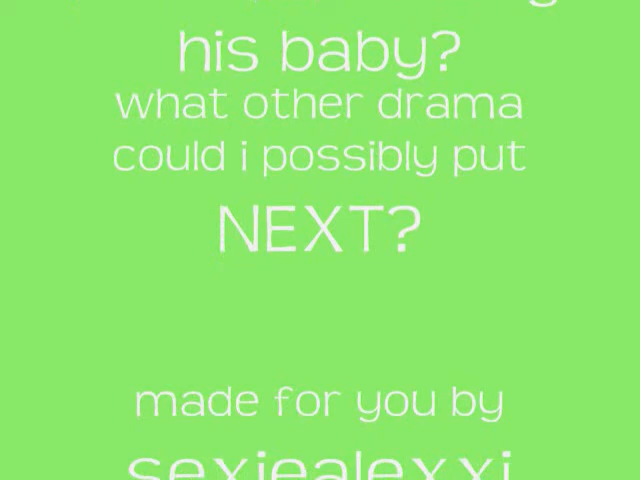 his baby?
what other drama
could i possibly put
NEXT?
made for you by
sexiealexxi